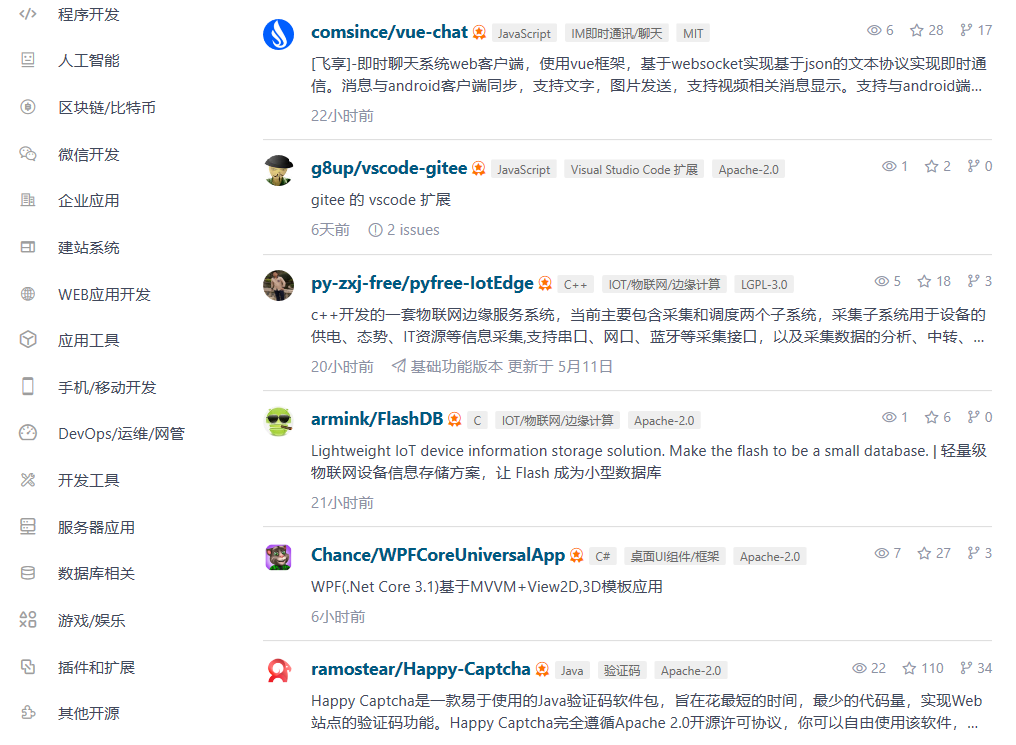 程序开发
人工智能
区块链/比特币
微信开发
企业应用
建站系统
WEB应用开发
应用工具
手机/移动开发
DevOps/运维/网管
开发工具
服务器应用
数据库相关
游戏/娱乐
插件和扩展
其他开源
comsince/vue-chat JavaScript IM即时通讯/聊天 MIT 6 28 17
[飞享]-即时聊天系统web客户端，使用vue框架，基于websocket实现基于json的文本协议实现即时通
信。消息与android客户端同步，支持文字，图片发送，支持视频相关消息显示。支持与android端...
22小时前
g8up/vscode-gitee JavaScript Visual Studio Code 扩展 Apache-2.0 1 2 0
gitee 的 vscode 扩展
6天前 2 issues
py-zxj-free/pyfree-IotEdge C++ IOT/物联网/边缘计算 LGPL-3.0 5 18 3
c++开发的一套物联网边缘服务系统，当前主要包含采集和调度两个子系统，采集子系统用于设备的
供电、态势、IT资源等信息采集,支持串口、网口、蓝牙等采集接口，以及采集数据的分析、中转、...
20小时前 基础功能版本 更新于 5月11日
armink/FlashDB C IOT/物联网/边缘计算 Apache-2.0 1 6 0
Lightweight IoT device information storage solution. Make the flash to be a small database. | 轻量级
物联网设备信息存储方案，让 Flash 成为小型数据库
21小时前
Chance/WPFCoreUniversalApp C# 桌面UI组件/框架 Apache-2.0 7 27 3
WPF(.Net Core 3.1)基于MVVM+View2D,3D模板应用
6小时前
ramostear/Happy-Captcha Java 验证码 Apache-2.0 22 110 34
Happy Captcha是一款易于使用的Java验证码软件包，旨在花最短的时间，最少的代码量，实现Web
站点的验证码功能。Happy Captcha完全遵循Apache 2.0开源许可协议，你可以自由使用该软件，...